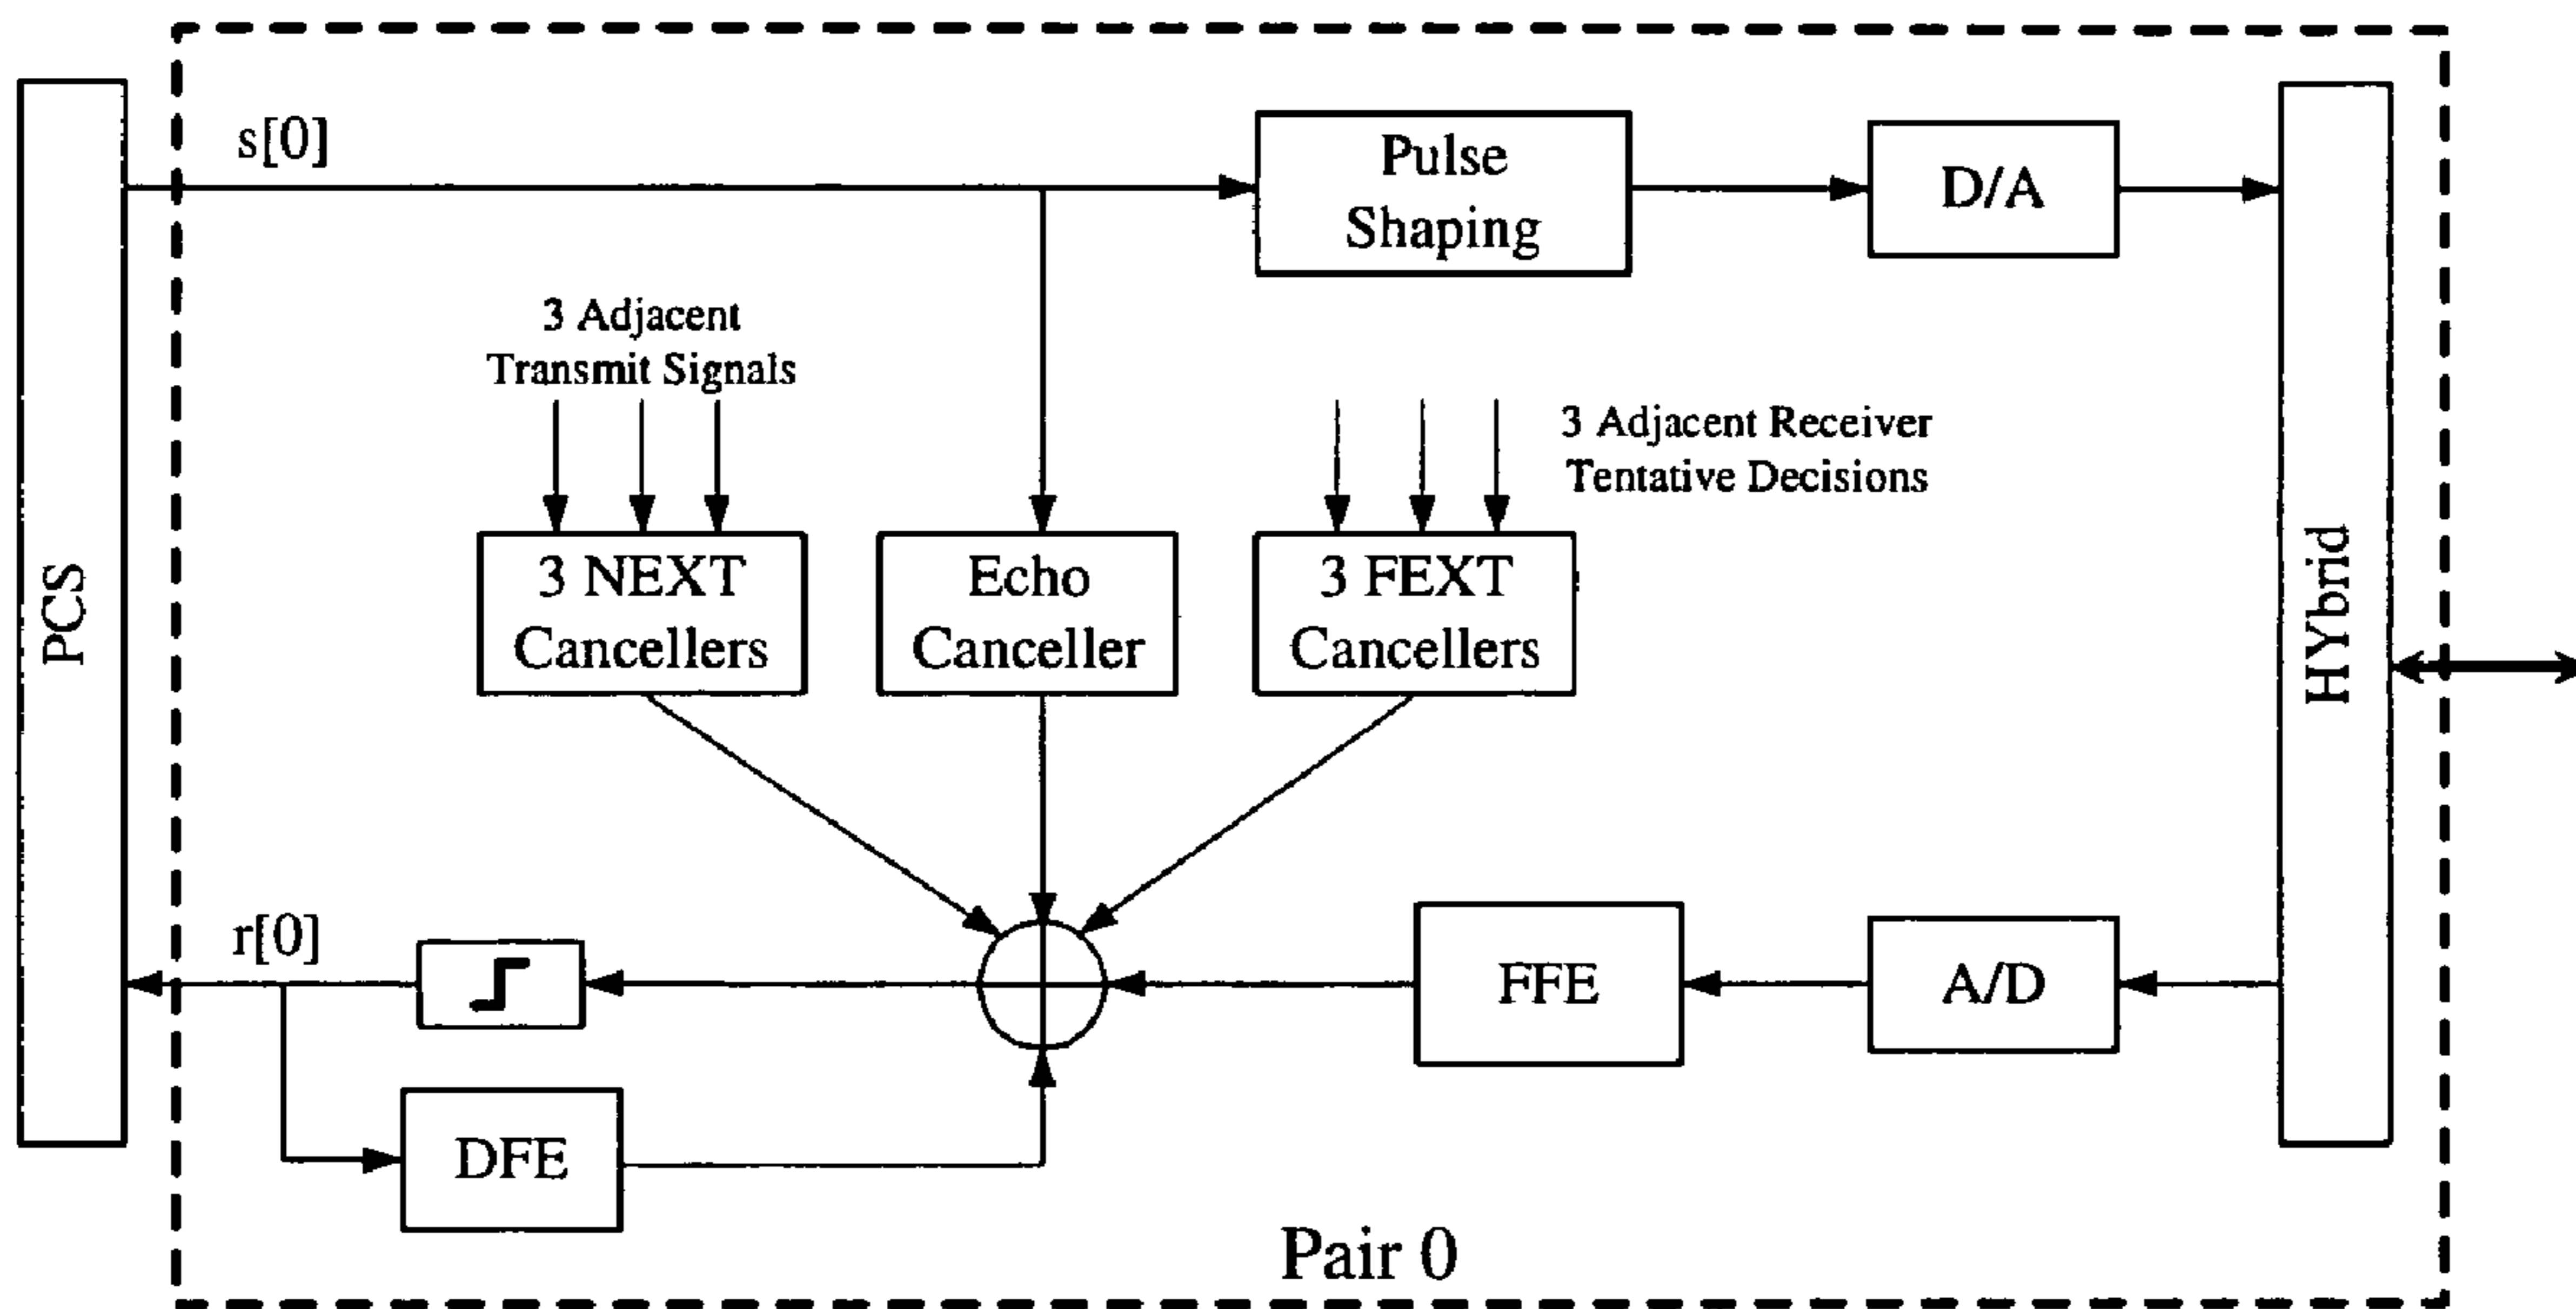 s[0]
Pulse
Shaping
D/A
3 Adjacent
Transmit Signals
3 Adjacent Receiver
Tentative Decisions
PCS
3 NEXT
Cancellers
Echo
Canceller
3 FEXT
Cancellers
HYbrid
r[0]
FFE
A/D
DFE
Pair 0